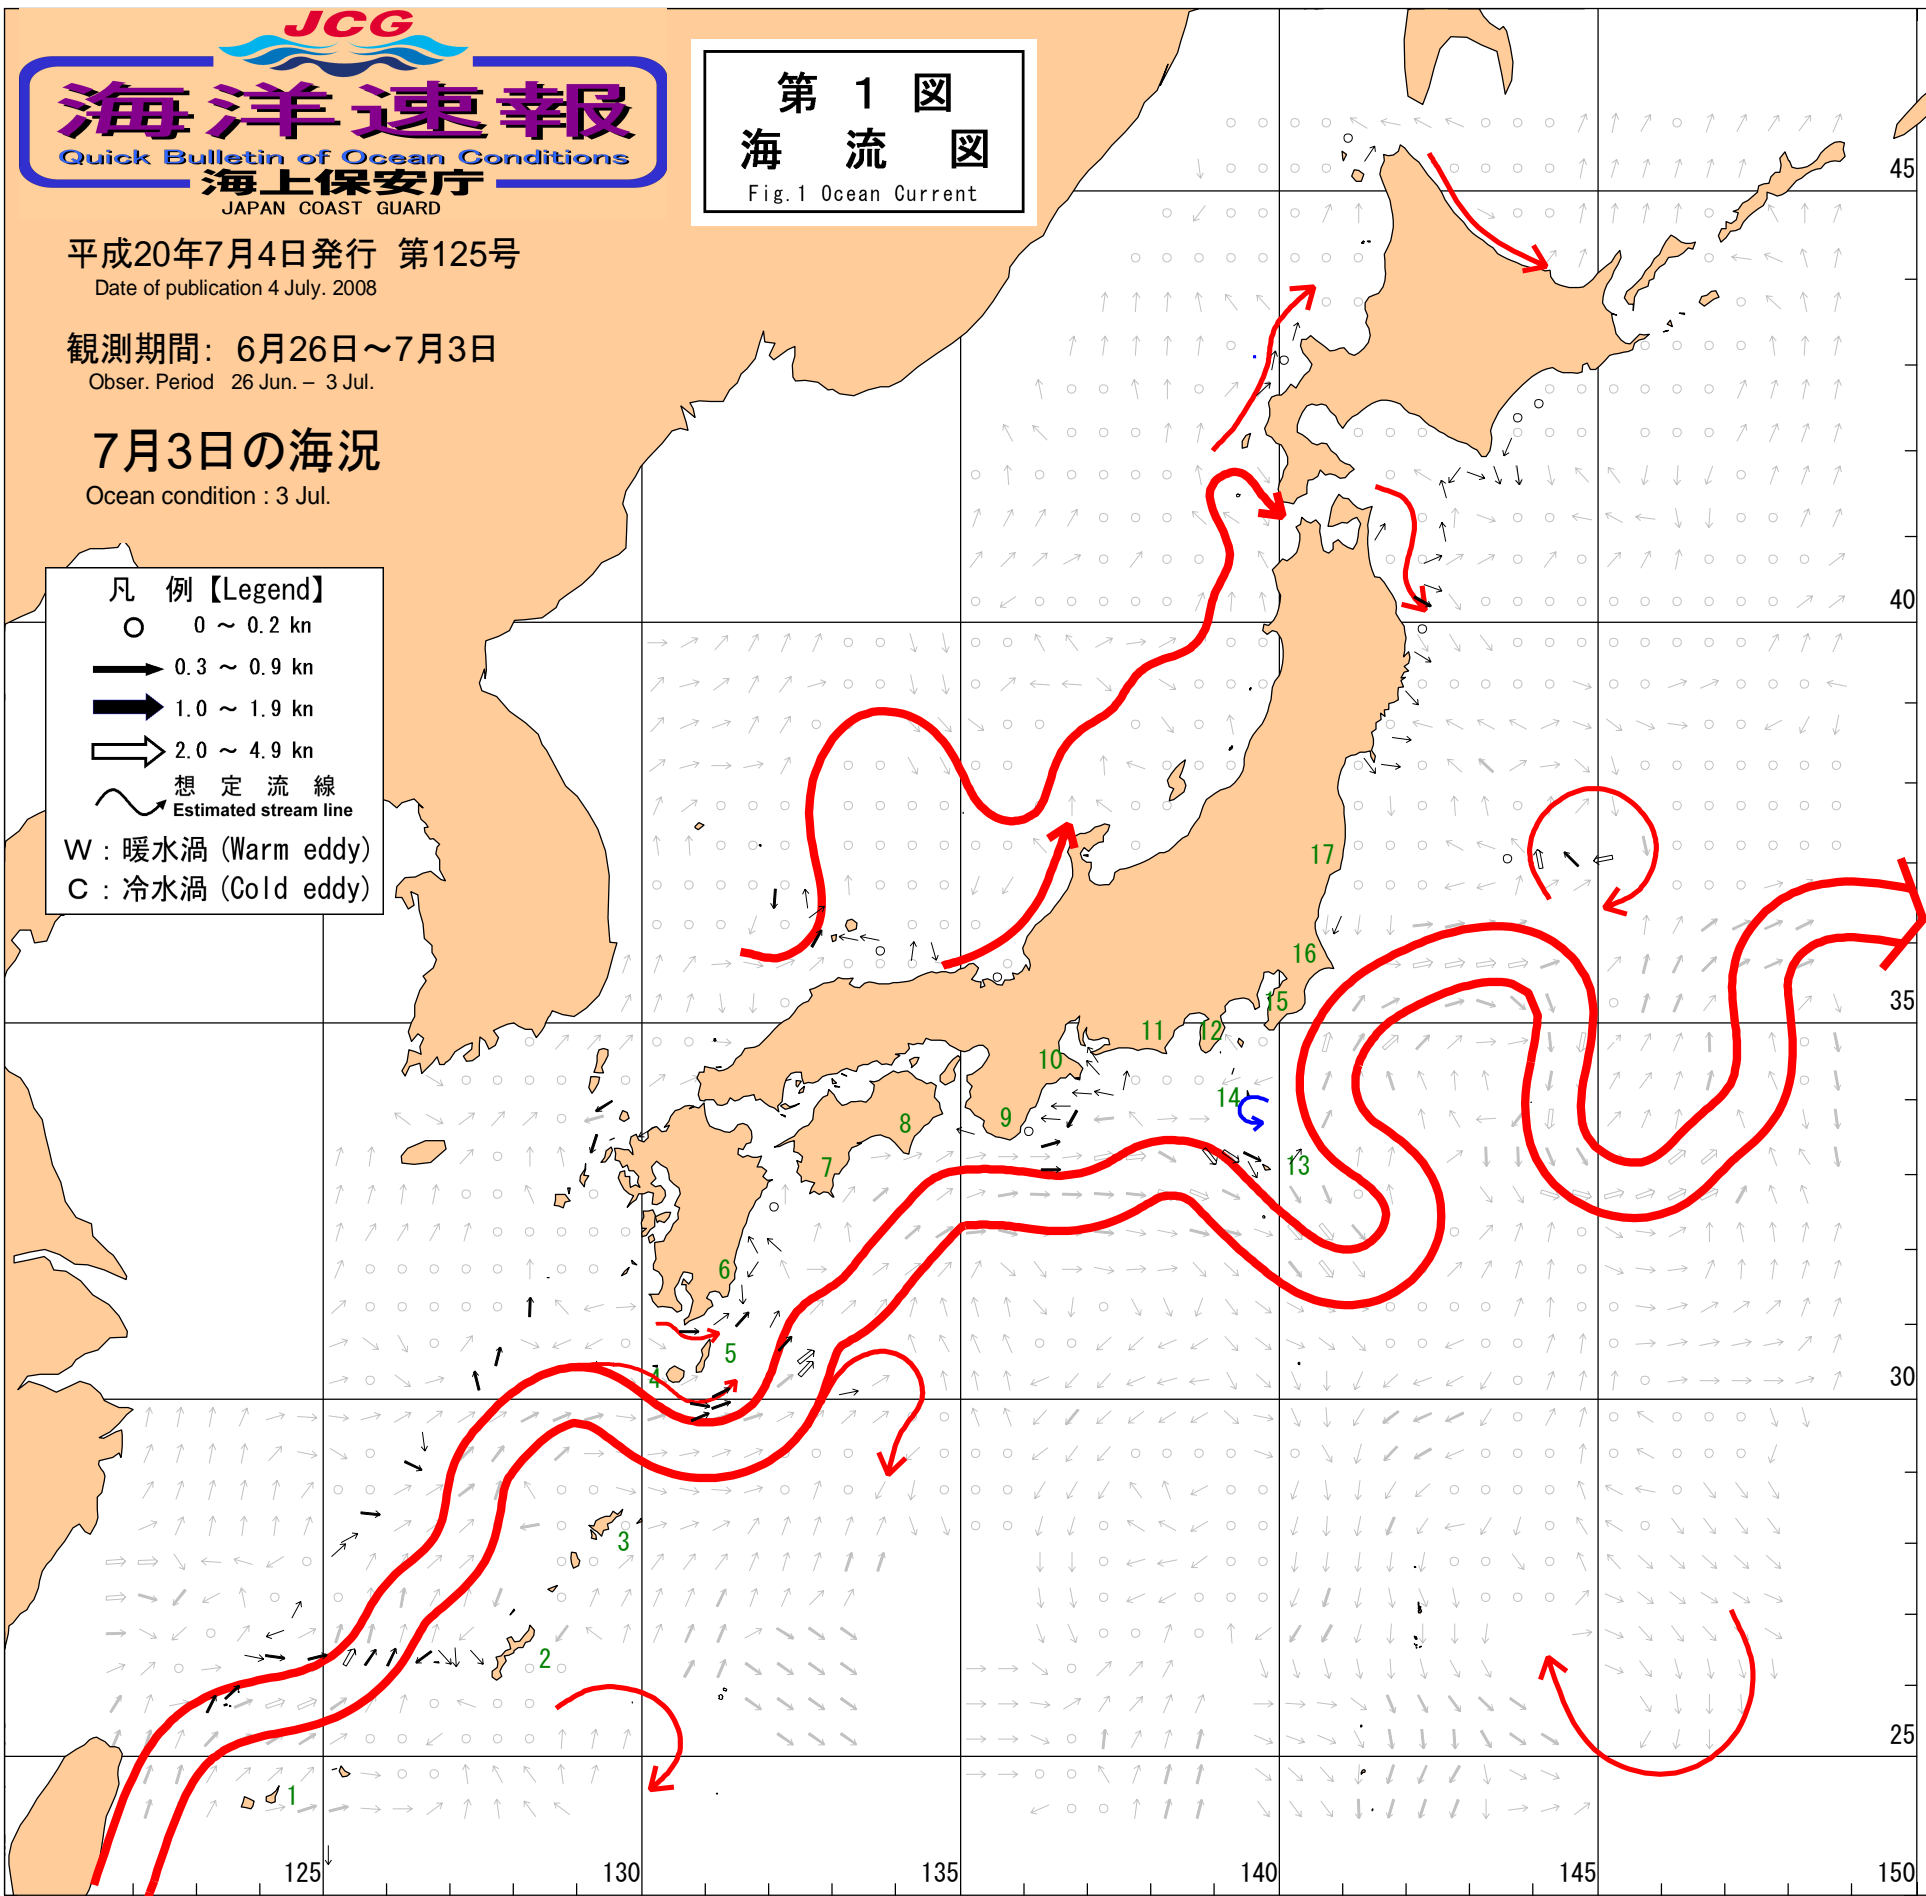 JCG
海洋速報
Quick Bulletin of Ocean Conditions
海上保安庁
JAPAN COAST GUARD
第 1 図
海 流 図
Fig.1 Ocean Current
平成20年7月4日発行 第125号
Date of publication 4 July. 2008
観測期間: 6月26日～7月3日
Obser. Period 26 Jun. – 3 Jul.
7月3日の海況
Ocean condition : 3 Jul.
凡 例【Legend】
0 ～ 0.2 kn
0.3 ～ 0.9 kn
1.0 ～ 1.9 kn
2.0 ～ 4.9 kn
想 定 流 線
Estimated stream line
W : 暖水渦 (Warm eddy)
C : 冷水渦 (Cold eddy)
45
40
35
30
25
17
16
15
12
11
10
14
9
8
7
13
6
5
4
3
2
1
125
130
135
140
145
150